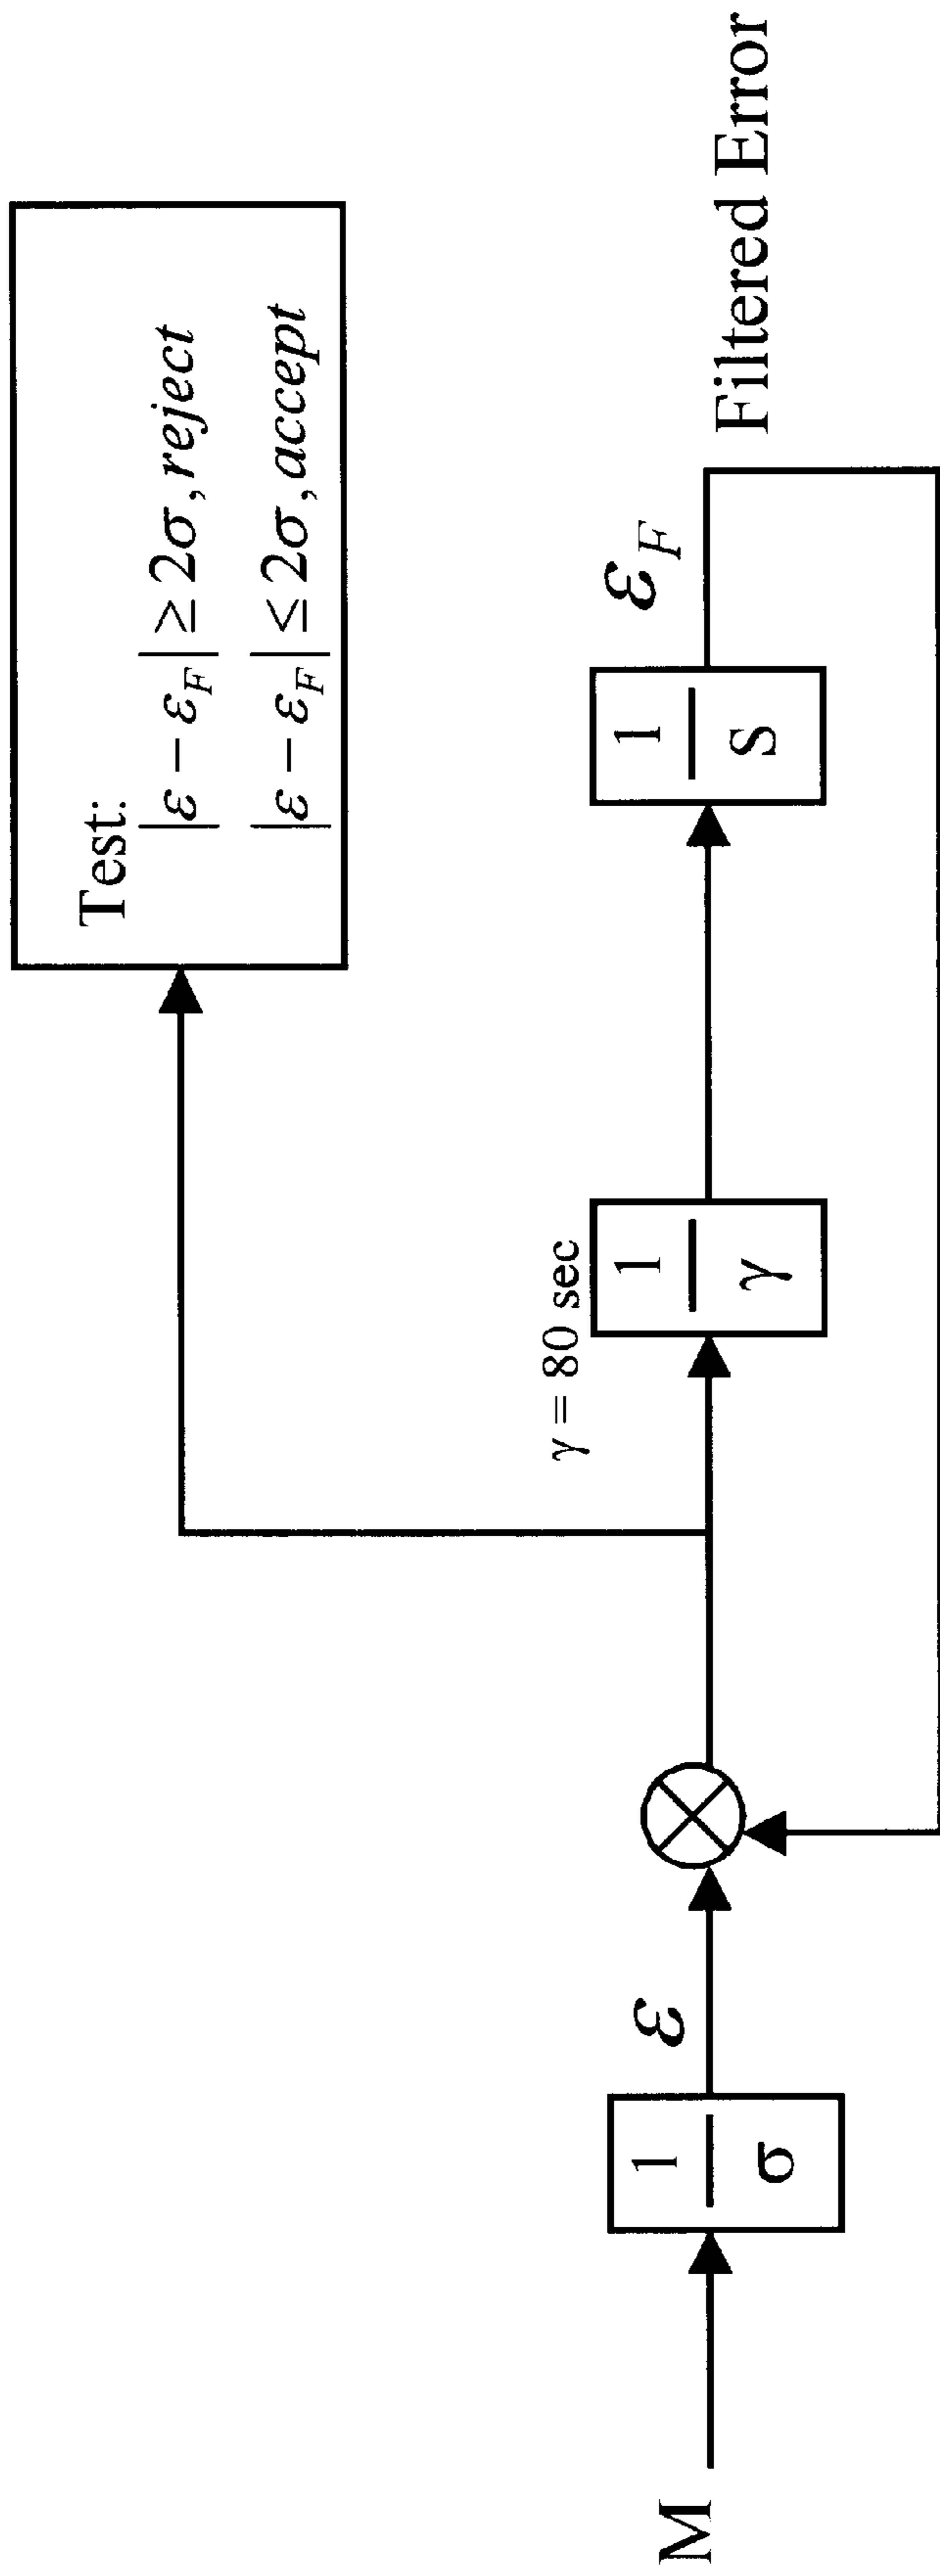 Test:
|ε − ε_F| ≥ 2σ, reject
|ε − ε_F| ≤ 2σ, accept
M
1
σ
ε
γ = 80 sec
1
γ
1
S
ε_F
Filtered Error